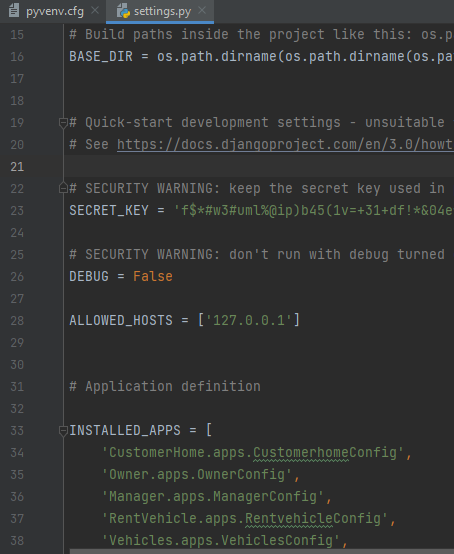 pyvenv.cfg
settings.py
15 # Build paths inside the project like this: os.p
16 BASE_DIR = os.path.dirname(os.path.dirname(os.pa
17
18
19 # Quick-start development settings - unsuitable
20 # See https://docs.djangoproject.com/en/3.0/howt
21
22 # SECURITY WARNING: keep the secret key used in
23 SECRET_KEY = 'f$*#w3#uml%@ip)b45(1v=+31+df!*&04e
24
25 # SECURITY WARNING: don't run with debug turned
26 DEBUG = False
27
28 ALLOWED_HOSTS = ['127.0.0.1']
29
30
31 # Application definition
32
33 INSTALLED_APPS = [
34 'CustomerHome.apps.CustomerhomeConfig',
35 'Owner.apps.OwnerConfig',
36 'Manager.apps.ManagerConfig',
37 'RentVehicle.apps.RentvehicleConfig',
38 'Vehicles.apps.VehiclesConfig',